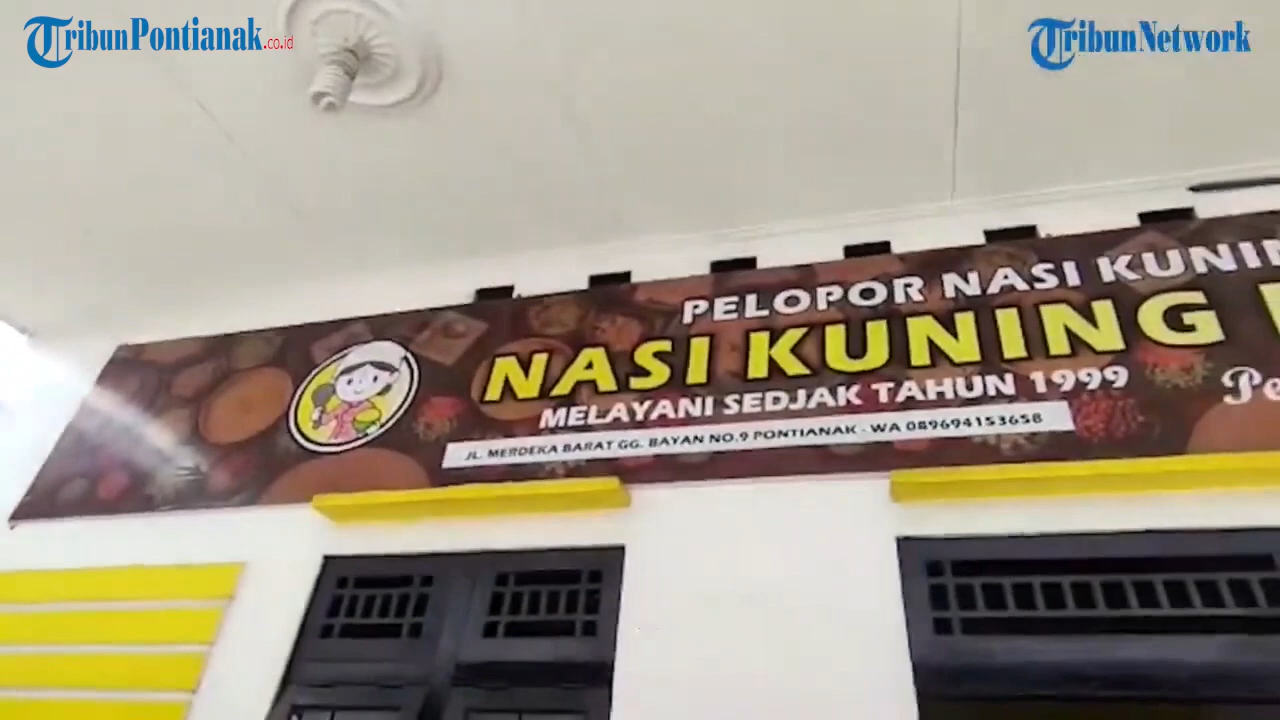 TribunPontianak.co.id
TribunNetwork
PELOPOR NASI
NASI KUNING
MELAYANI SEDJAK TAHUN 1999
JL. MERDEKA BARAT GG. BAYAN NO.9 PONTIANAK - WA 089694153658